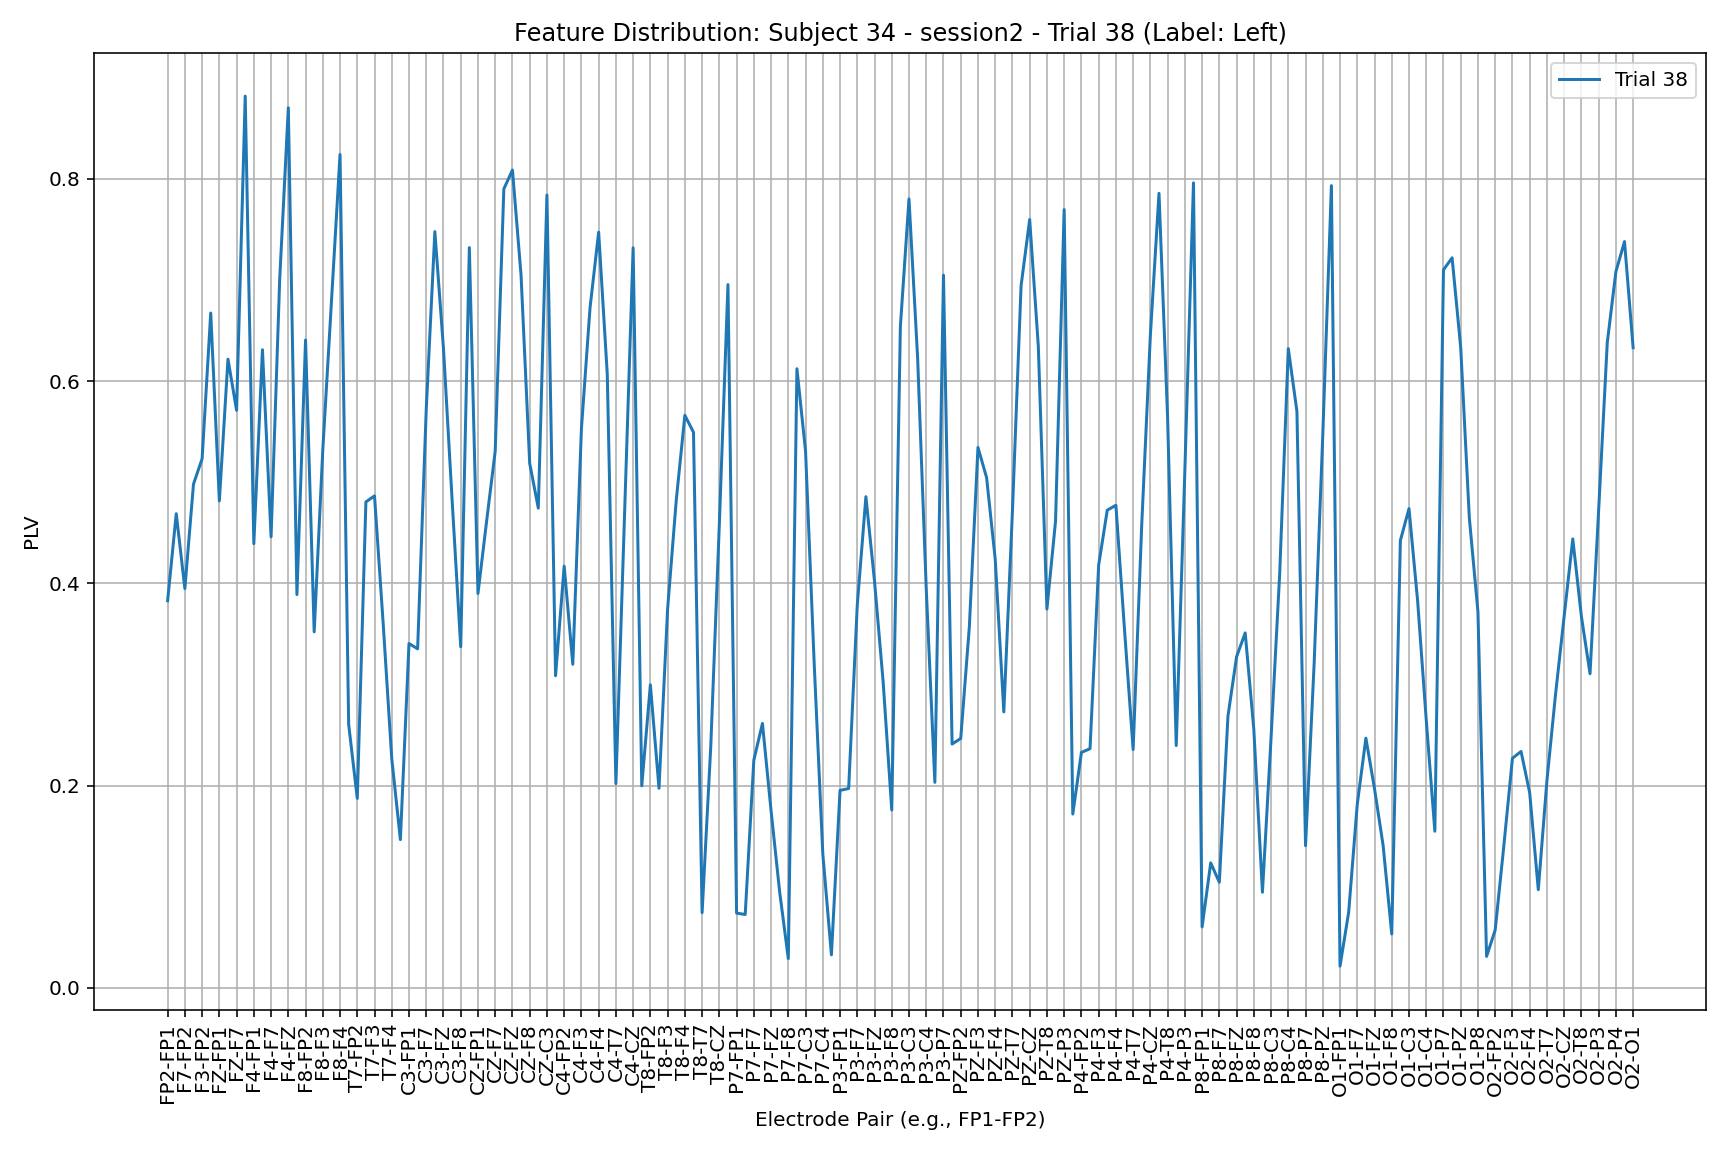 Feature Distribution: Subject 34 - session2 - Trial 38 (Label: Left)
Trial 38
PLV
0.8
0.6
0.4
0.2
0.0
FP2-FP1
F7-FP2
F3-FP2
FZ-FP1
FZ-F7
F4-FP1
F4-F7
F4-FZ
F8-FP2
F8-F3
F8-F4
T7-FP2
T7-F3
T7-F4
C3-FP1
C3-F7
C3-FZ
C3-F8
CZ-FP1
CZ-F7
CZ-FZ
CZ-F8
CZ-C3
C4-FP2
C4-F3
C4-F4
C4-T7
C4-CZ
T8-FP2
T8-F3
T8-F4
T8-T7
T8-CZ
P7-FP1
P7-F7
P7-FZ
P7-F8
P7-C3
P7-C4
P3-FP1
P3-F7
P3-FZ
P3-F8
P3-C3
P3-C4
P3-P7
PZ-FP2
PZ-F3
PZ-F4
PZ-T7
PZ-CZ
PZ-T8
PZ-P3
P4-FP2
P4-F3
P4-F4
P4-T7
P4-CZ
P4-T8
P4-P3
P8-FP1
P8-F7
P8-FZ
P8-F8
P8-C3
P8-C4
P8-P7
P8-PZ
O1-FP1
O1-F7
O1-FZ
O1-F8
O1-C3
O1-C4
O1-P7
O1-PZ
O1-P8
O2-FP2
O2-F3
O2-F4
O2-T7
O2-CZ
O2-T8
O2-P3
O2-P4
O2-O1
Electrode Pair (e.g., FP1-FP2)